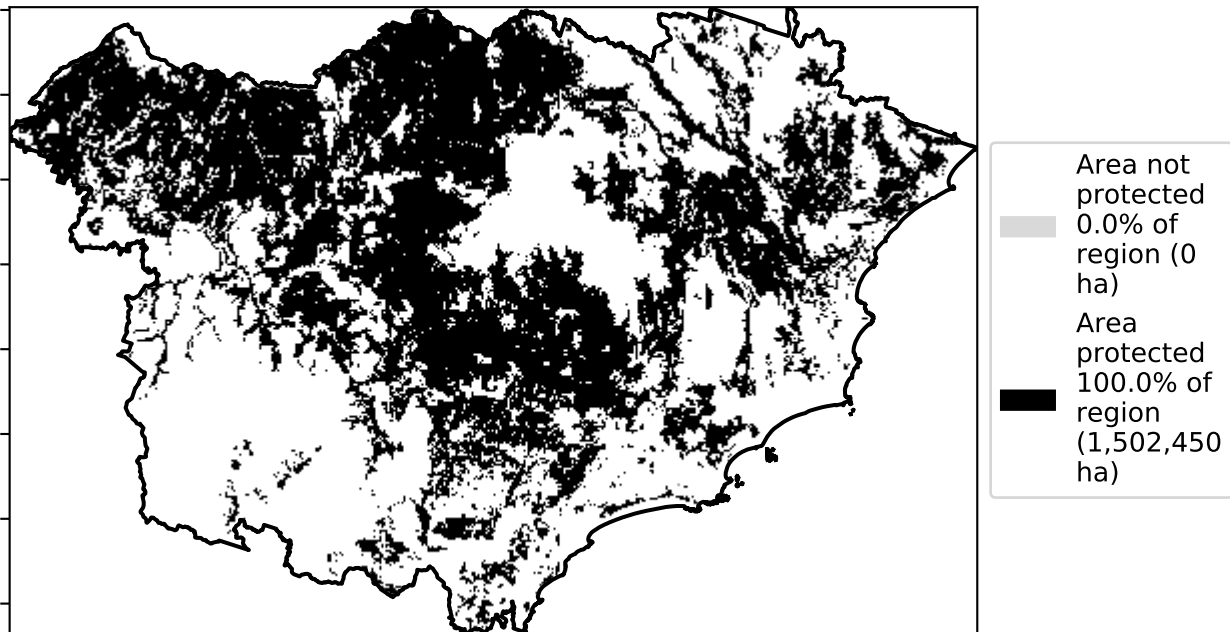 Area not
protected
0.0% of
region (0
ha)
Area
protected
100.0% of
region
(1,502,450
ha)